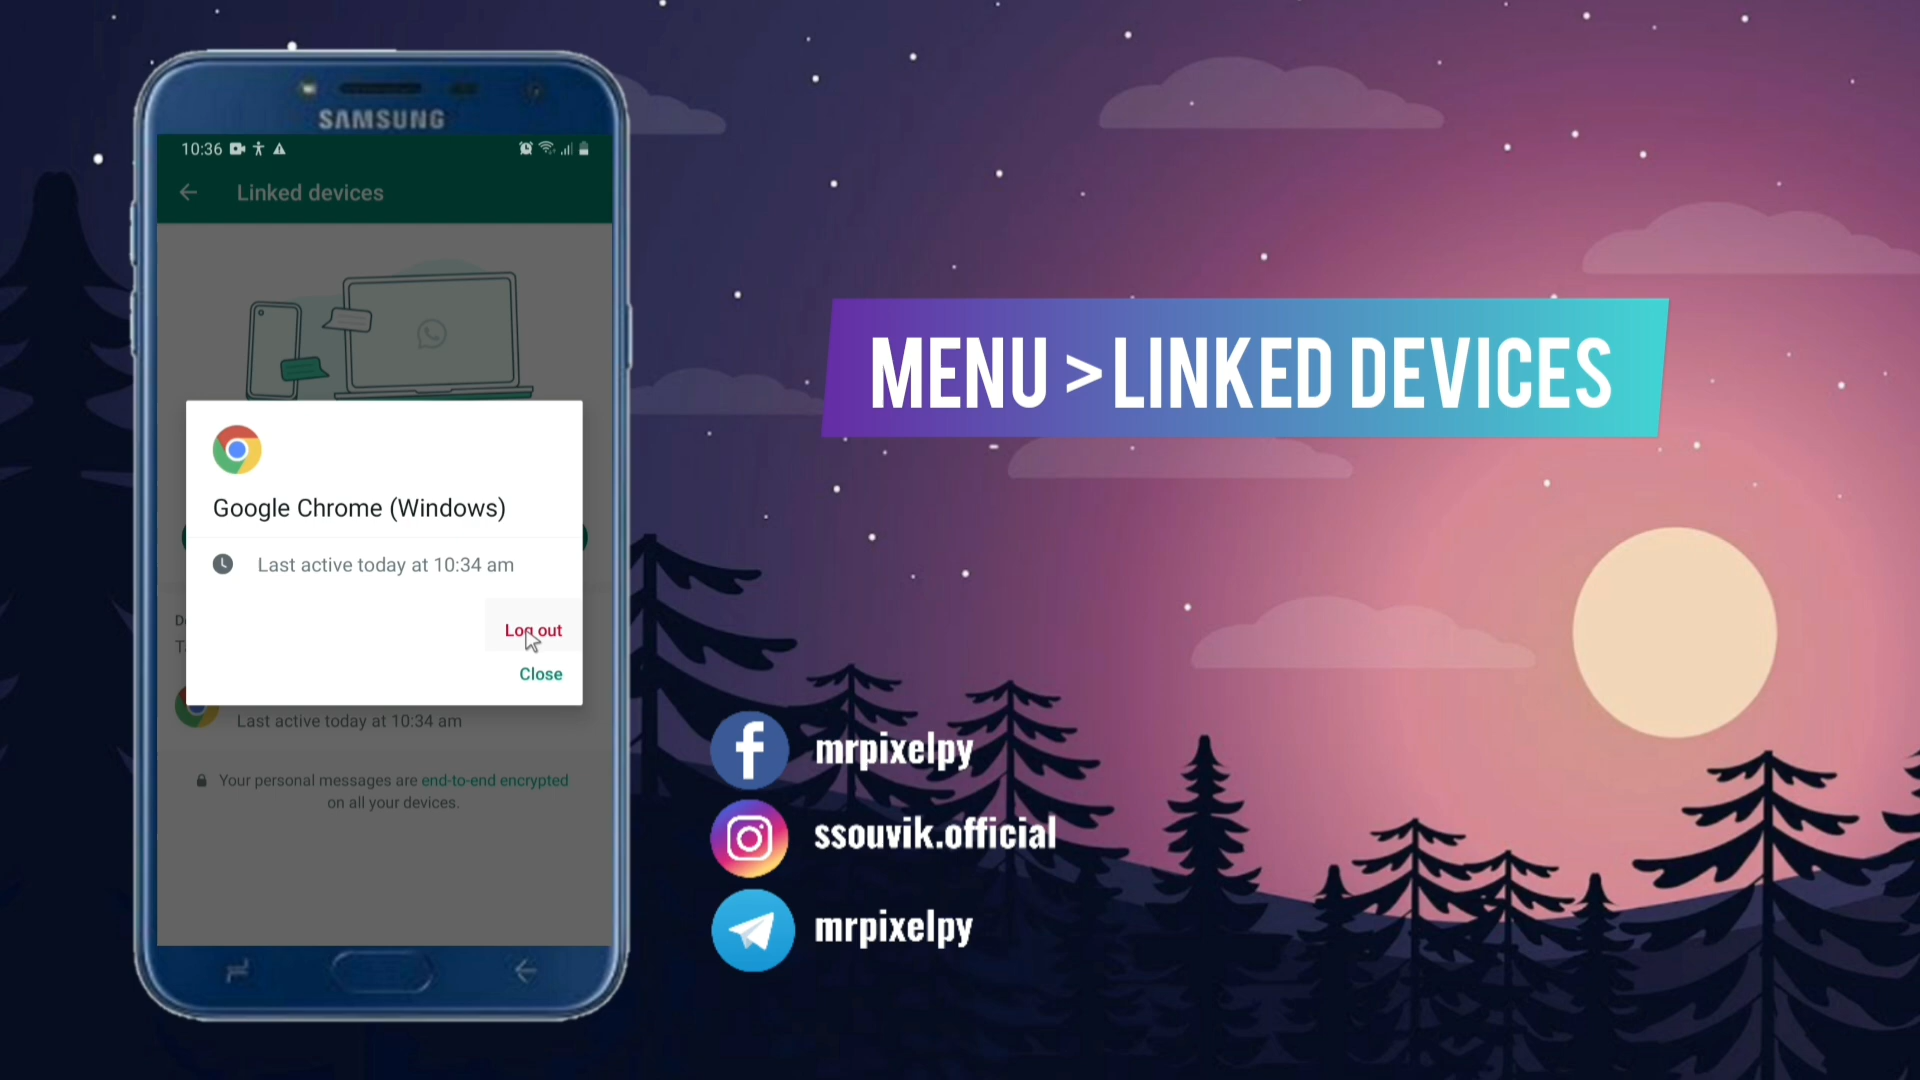 SAMSUNG
10:36
Linked devices
Google Chrome (Windows)
Last active today at 10:34 am
Log out
Close
Last active today at 10:34 am
Your personal messages are end-to-end encrypted
on all your devices.
MENU > LINKED DEVICES
mrpixelpy
ssouvik.official
mrpixelpy